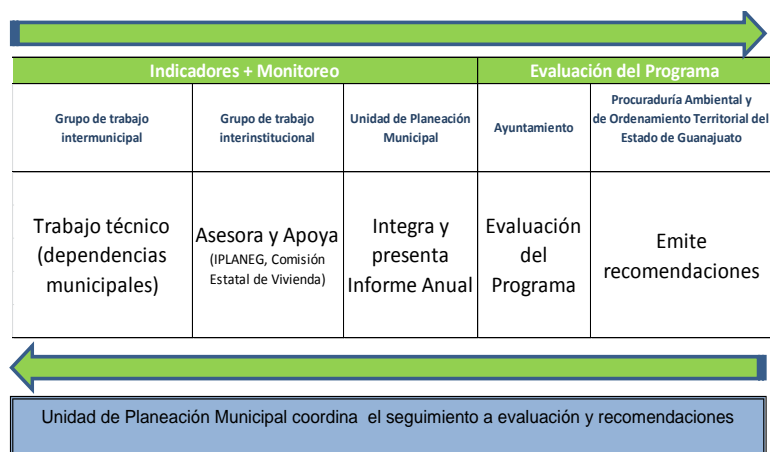 Indicadores + Monitoreo
Evaluación del Programa
Grupo de trabajo
intermunicipal
Grupo de trabajo
interinstitucional
Unidad de Planeación
Municipal
Ayuntamiento
Procuraduría Ambiental y
de Ordenamiento Territorial del
Estado de Guanajuato
Trabajo técnico
(dependencias
municipales)
Asesora y Apoya
(IPLANEG, Comisión
Estatal de Vivienda)
Integra y
presenta
Informe Anual
Evaluación
del
Programa
Emite
recomendaciones
Unidad de Planeación Municipal coordina el seguimiento a evaluación y recomendaciones